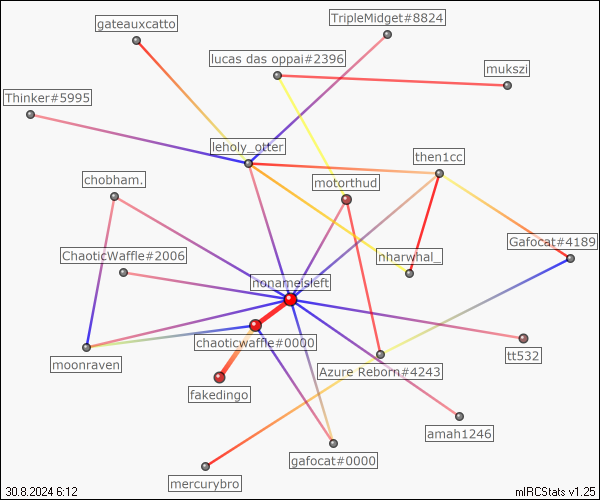 gateauxcatto
TripleMidget#8824
lucas das oppai#2396
mukszi
Thinker#5995
leholy_otter
then1cc
chobham.
motorthud
Gafocat#4189
ChaoticWaffle#2006
nharwhal_
nonameisleft
chaoticwaffle#0000
moonraven
tt532
Azure Reborn#4243
fakedingo
amah1246
gafocat#0000
mercurybro
30.8.2024 6:12
mIRCStats v1.25